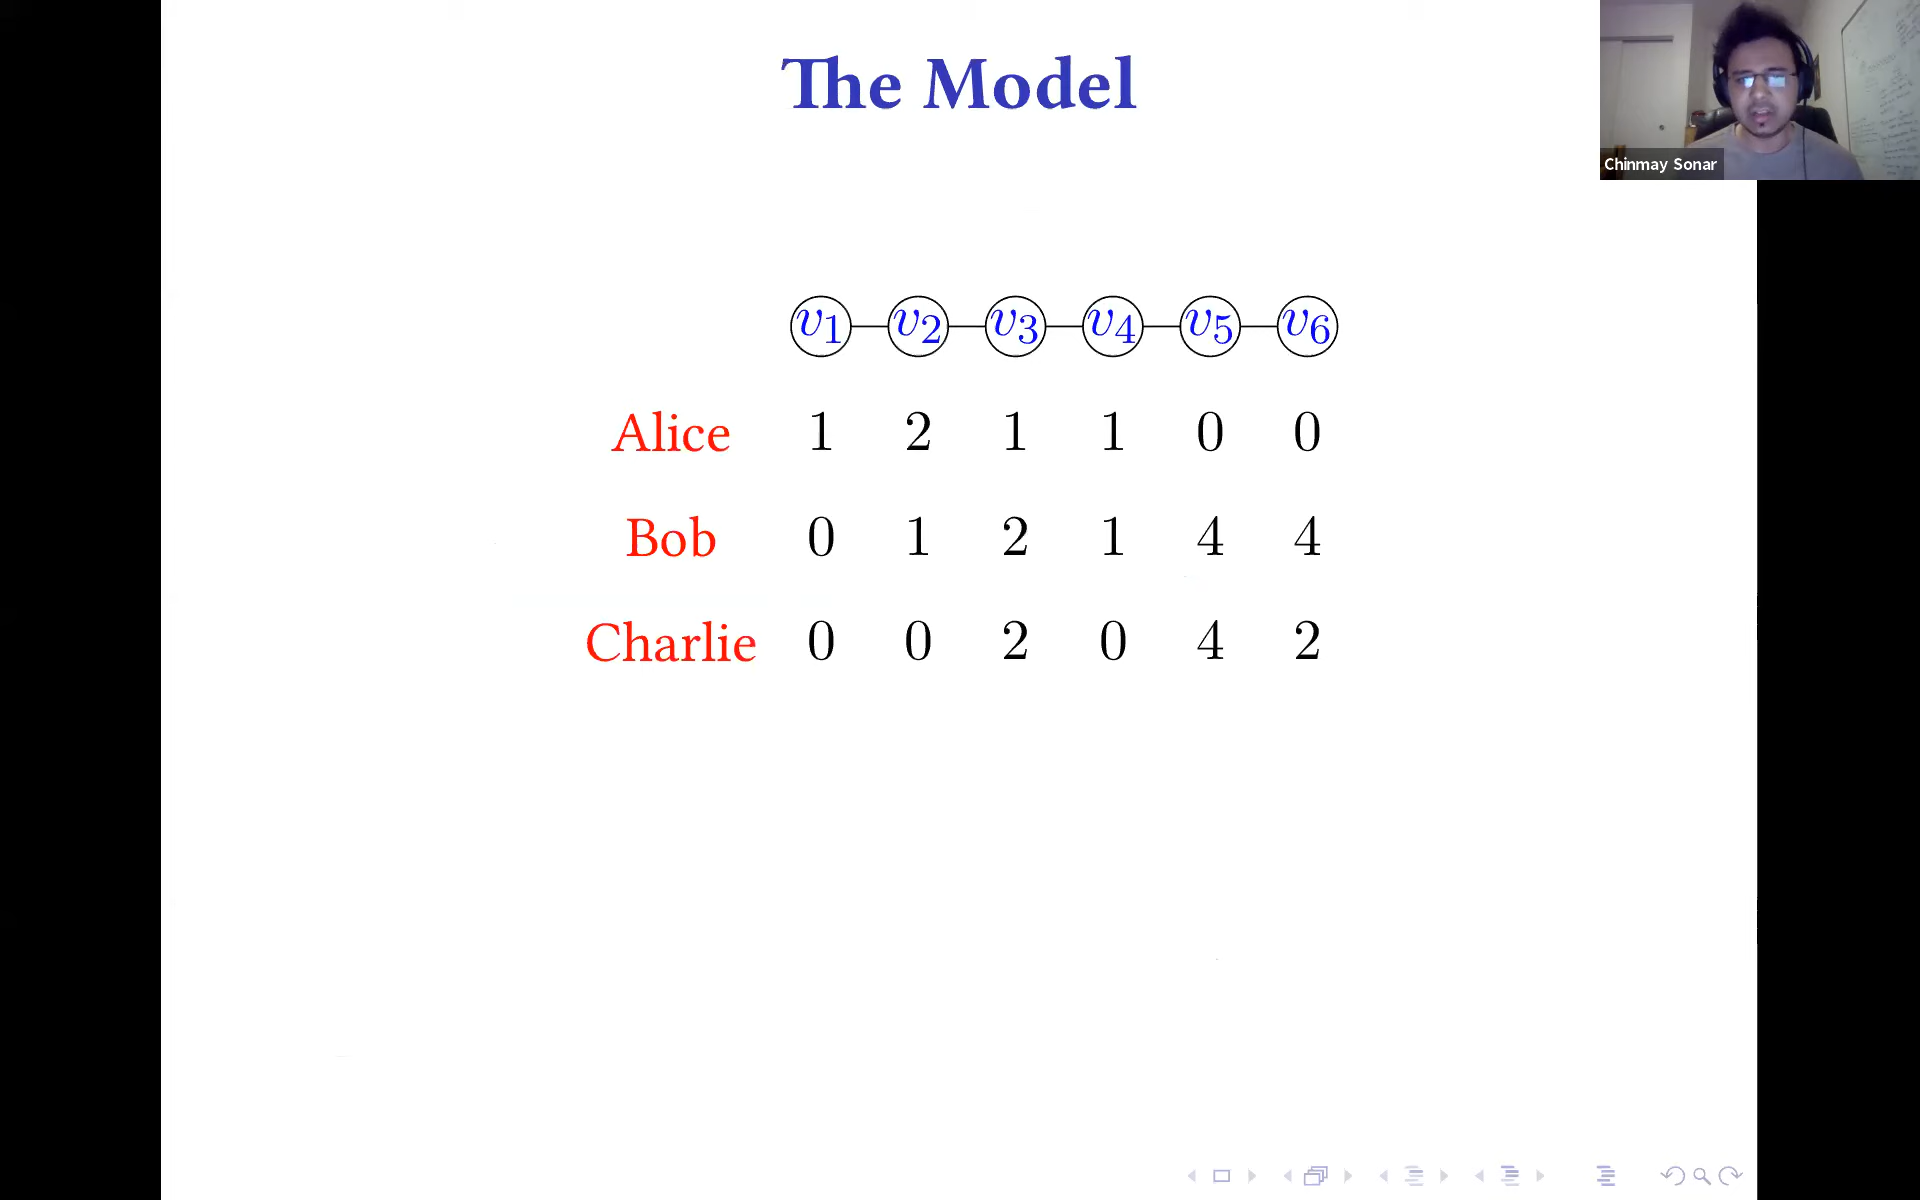 The Model
Chinmay Sonar
v1 v2 v3 v4 v5 v6
Alice 1 2 1 1 0 0
Bob 0 1 2 1 4 4
Charlie 0 0 2 0 4 2